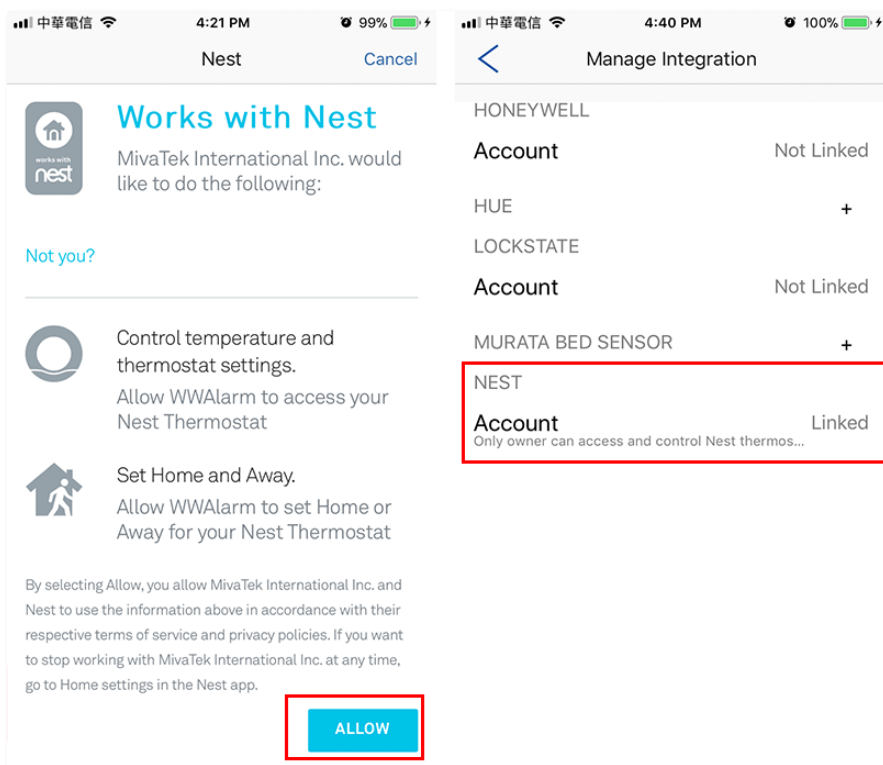 中華電信 4:21 PM 99%
Nest Cancel
works with
nest
Works with Nest
MivaTek International Inc. would
like to do the following:
Not you?
Control temperature and
thermostat settings.
Allow WWAlarm to access your
Nest Thermostat
Set Home and Away.
Allow WWAlarm to set Home or
Away for your Nest Thermostat
By selecting Allow, you allow MivaTek International Inc. and
Nest to use the information above in accordance with their
respective terms of service and privacy policies. If you want
to stop working with MivaTek International Inc. at any time,
go to Home settings in the Nest app.
ALLOW
中華電信 4:40 PM 100%
Manage Integration
HONEYWELL
Account Not Linked
HUE +
LOCKSTATE
Account Not Linked
MURATA BED SENSOR +
NEST
Account Linked
Only owner can access and control Nest thermos...